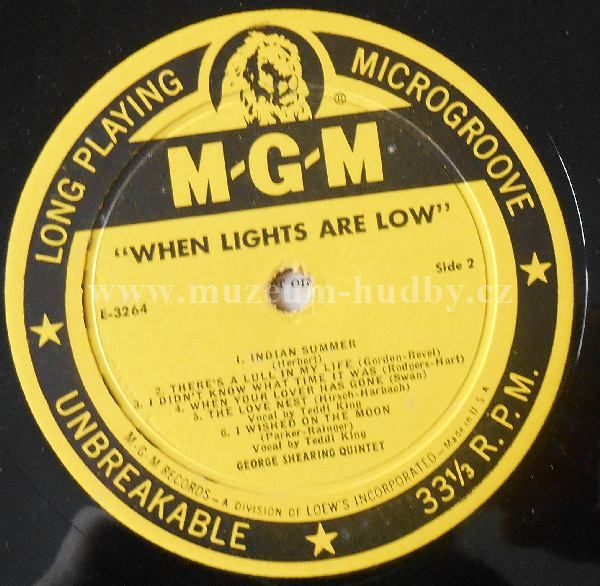 LONG PLAYING MICROGROOVE
®
M-G-M
"WHEN LIGHTS ARE LOW"
Side 2
E-3264
www.muzeum-hudby.cz
1. INDIAN SUMMER
(Herbert)
2. THERE'S A LULL IN MY LIFE (Gordon-Revel)
3. I DIDN'T KNOW WHAT TIME IT WAS (Rodgers-Hart)
4. WHEN YOUR LOVER HAS GONE (Swan)
5. THE LOVE NEST (Hirsch-Harbach)
Vocal by Teddi King
6. I WISHED ON THE MOON
(Parker-Rainger)
Vocal by Teddi King
GEORGE SHEARING QUINTET
M-G-M RECORDS – A DIVISION OF LOEW'S INCORPORATED – Made in U.S.A.
UNBREAKABLE
33⅓ R.P.M.